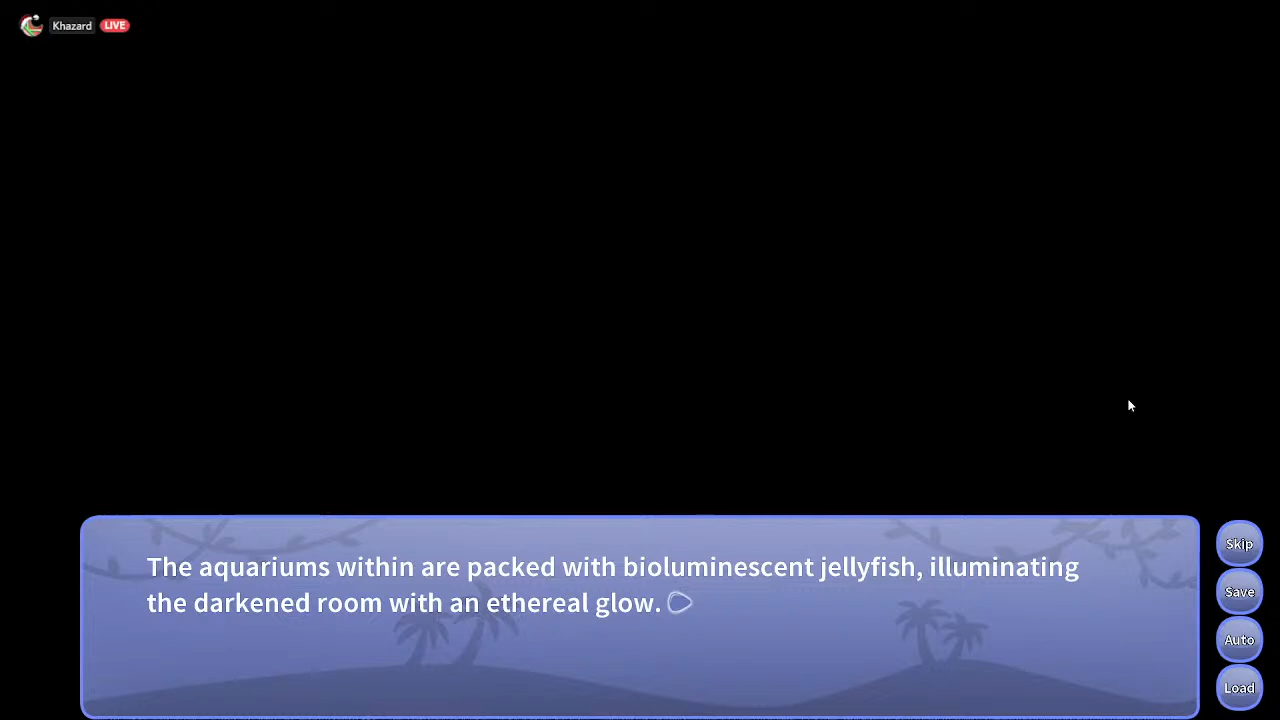 Khazard LIVE
The aquariums within are packed with bioluminescent jellyfish, illuminating
the darkened room with an ethereal glow.
Skip
Save
Auto
Load